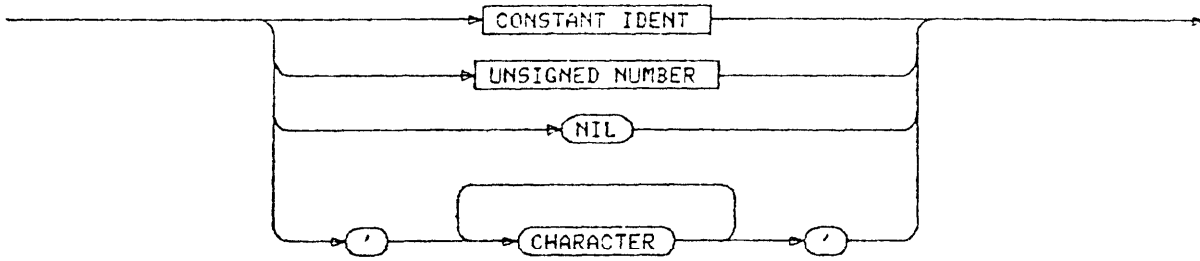 CONSTANT IDENT
UNSIGNED NUMBER
NIL
' CHARACTER '